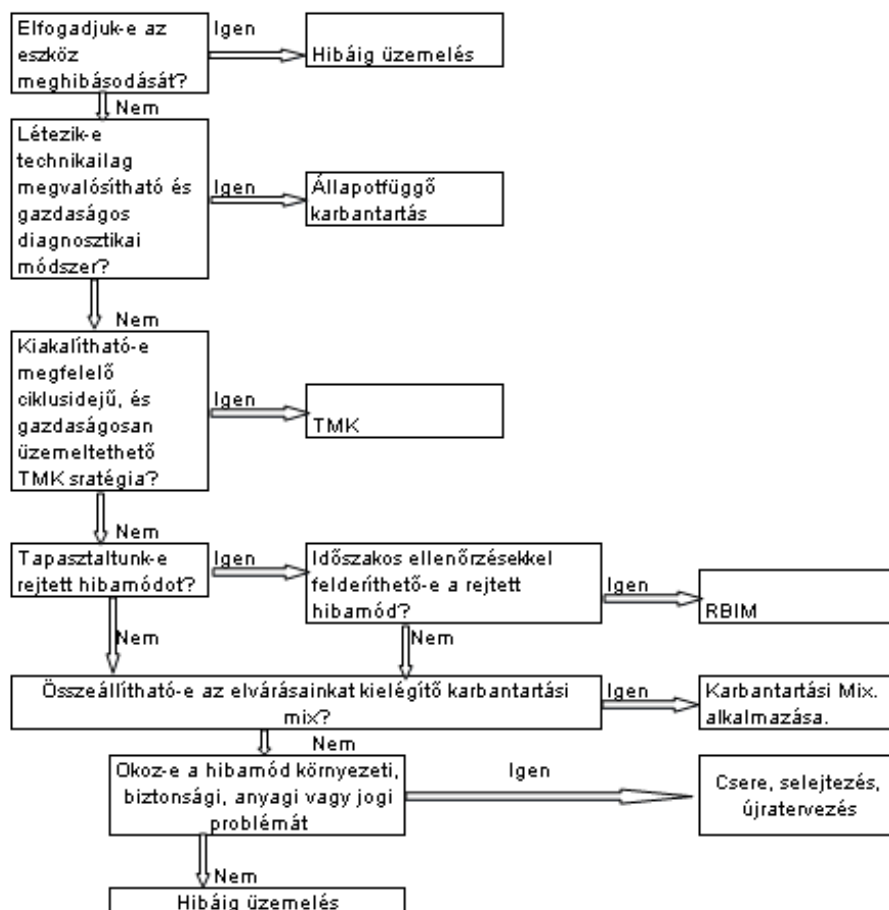 Elfogadjuk-e az
eszköz
meghibásodását?
Igen
Hibáig üzemelés
Nem
Létezik-e
technikailag
megvalósítható és
gazdaságos
diagnosztikai
módszer?
Igen
Állapotfüggő
karbantartás
Nem
Kiakalítható-e
megfelelő
ciklusidejű, és
gazdaságosan
üzemeltethető
TMK sratégia?
Igen
TMK
Nem
Tapasztaltunk-e
rejtett hibamódot?
Igen
Időszakos ellenőrzésekkel
felderíthető-e a rejtett
hibamód?
Igen
RBIM
Nem
Nem
Összeállítható-e az elvárásainkat kielégítő karbantartási
mix?
Igen
Karbantartási Mix.
alkalmazása.
Nem
Okoz-e a hibamód környezeti,
biztonsági, anyagi vagy jogi
problémát
Igen
Csere, selejtezés,
újratervezés
Nem
Hibáig üzemelés